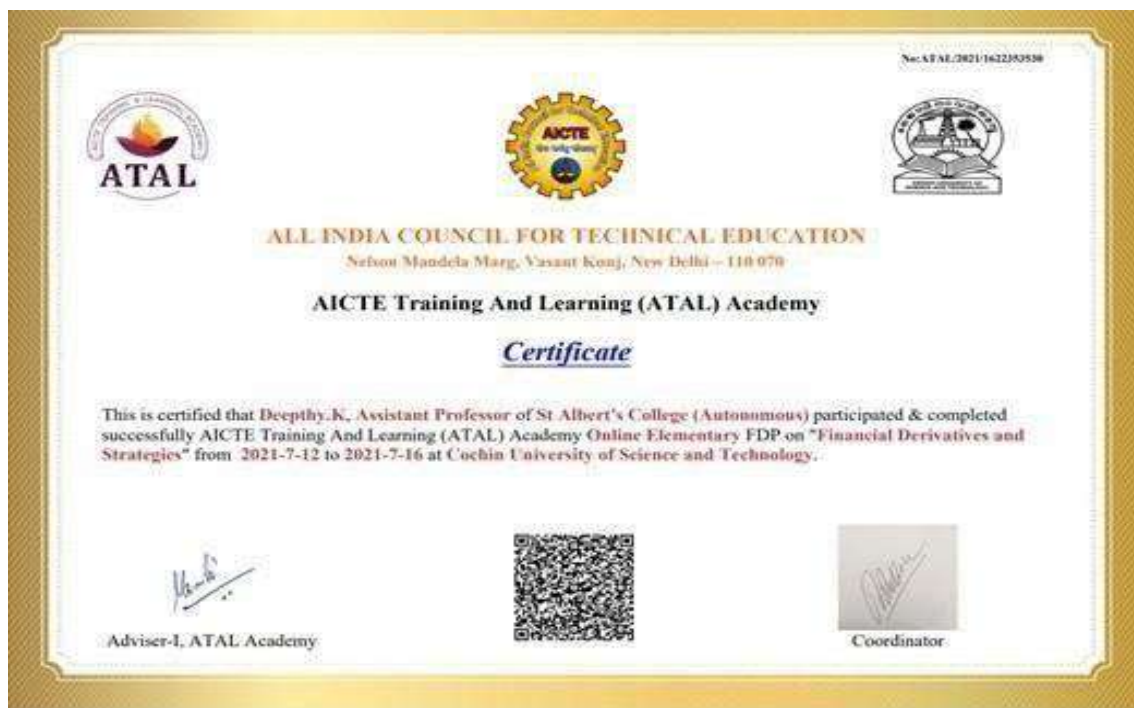 No:ATAL/2021/1622353530
ATAL
AICTE
ALL INDIA COUNCIL FOR TECHNICAL EDUCATION
Nelson Mandela Marg, Vasant Kunj, New Delhi – 110 070
AICTE Training And Learning (ATAL) Academy
Certificate
This is certified that Deepthy.K, Assistant Professor of St Albert's College (Autonomous) participated & completed
successfully AICTE Training And Learning (ATAL) Academy Online Elementary FDP on "Financial Derivatives and
Strategies" from 2021-7-12 to 2021-7-16 at Cochin University of Science and Technology.
Adviser-I, ATAL Academy
Coordinator